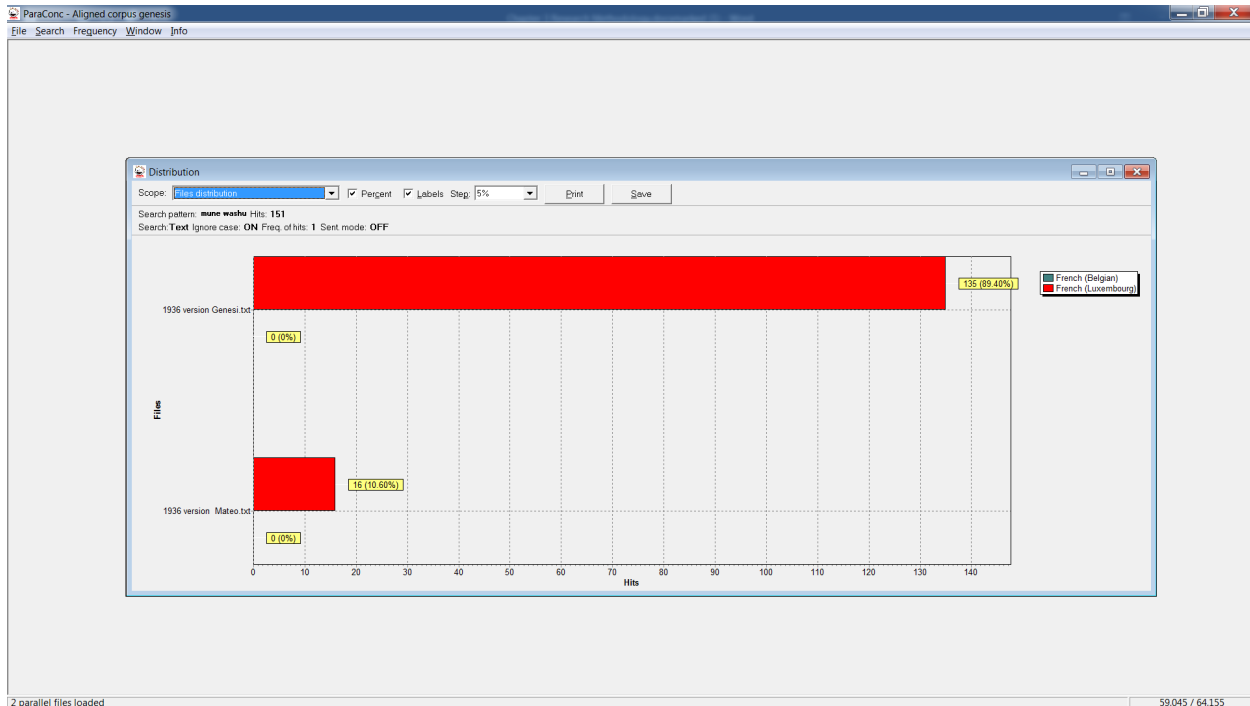 ParaConc - Aligned corpus genesis
File Search Frequency Window Info
Distribution
Scope: Files distribution Percent Labels Step: 5% Print Save
Search pattern: mune washu Hits: 151
Search: Text Ignore case: ON Freq. of hits: 1 Sent. mode: OFF
135 (89.40%)
French (Belgian)
French (Luxembourg)
1936 version Genesi.txt
0 (0%)
Files
16 (10.60%)
1936 version Mateo.txt
0 (0%)
0 10 20 30 40 50 60 70 80 90 100 110 120 130 140
Hits
2 parallel files loaded 59.045 / 64.155